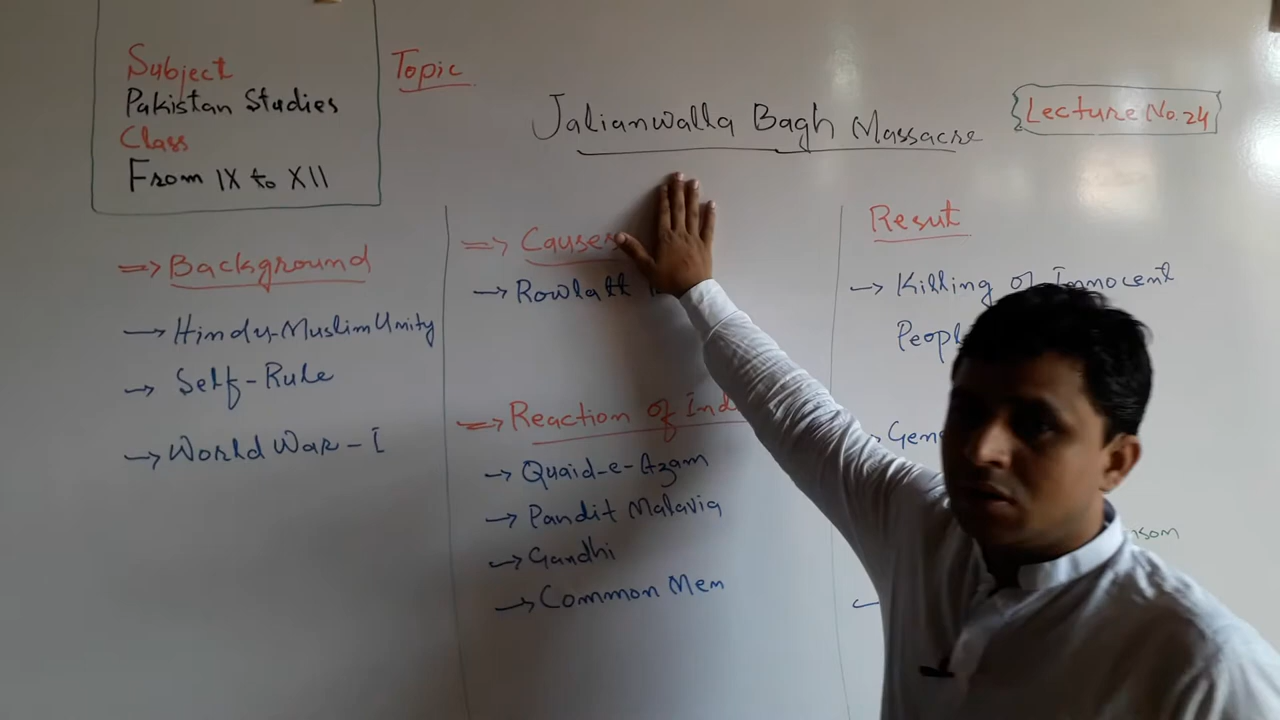 Subject
Pakistan Studies
Class
From IX to XII
Topic
Jalianwalla Bagh Massacre
Lecture No. 24
=> Background
→ Hindu-Muslim Unity
→ Self-Rule
→ World War - I
=> Causes
→ Rowlatt
=> Reaction of Ind
→ Quaid-e-Azam
→ Pandit Malavia
→ Gandhi
→ Common Men
Result
→ Killing of Innocent
Peopl
→ Gen